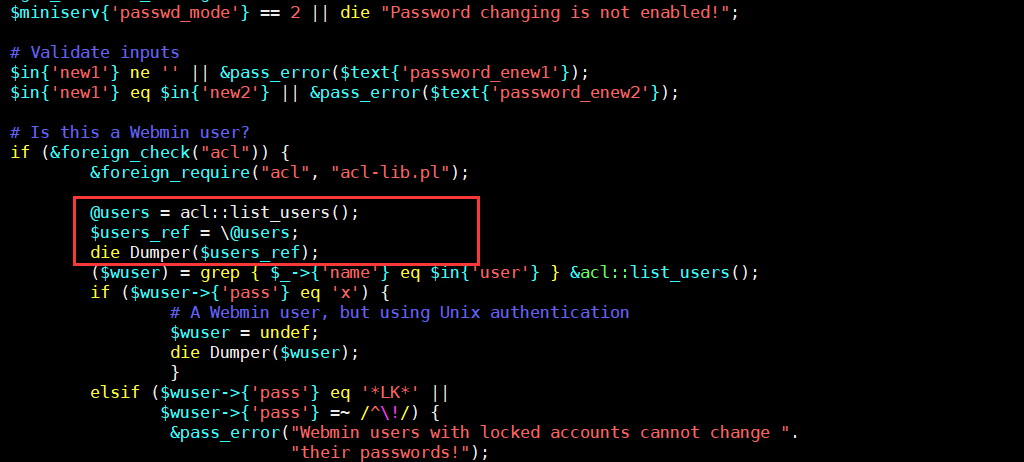 $miniserv{'passwd_mode'} == 2 || die "Password changing is not enabled!";
# Validate inputs
$in{'new1'} ne '' || &pass_error($text{'password_enew1'});
$in{'new1'} eq $in{'new2'} || &pass_error($text{'password_enew2'});
# Is this a Webmin user?
if (&foreign_check("acl")) {
&foreign_require("acl", "acl-lib.pl");
@users = acl::list_users();
$users_ref = \@users;
die Dumper($users_ref);
($wuser) = grep { $_->{'name'} eq $in{'user'} } &acl::list_users();
if ($wuser->{'pass'} eq 'x') {
# A Webmin user, but using Unix authentication
$wuser = undef;
die Dumper($wuser);
}
elsif ($wuser->{'pass'} eq '*LK*' ||
$wuser->{'pass'} =~ /^\!/) {
&pass_error("Webmin users with locked accounts cannot change ".
"their passwords!");